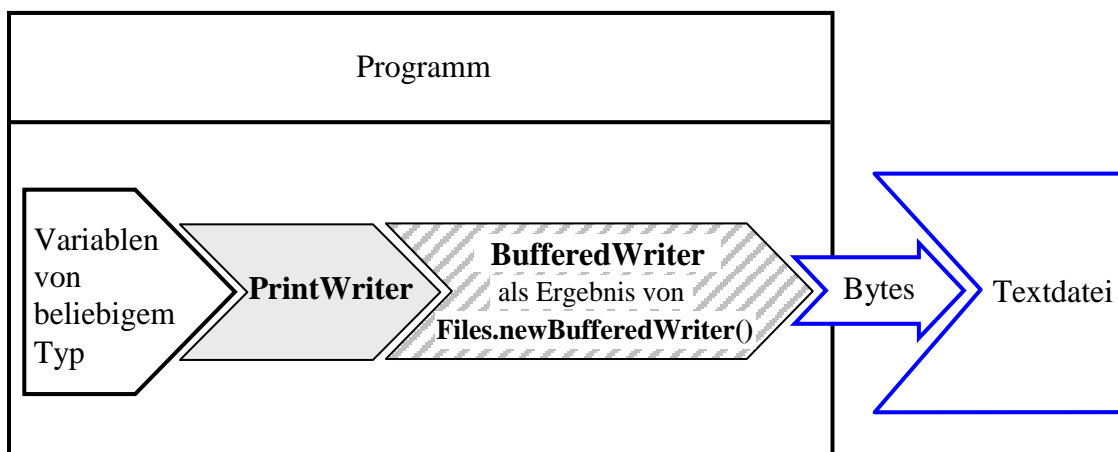 Programm
Variablen
von
beliebigem
Typ
PrintWriter
BufferedWriter
als Ergebnis von
Files.newBufferedWriter()
Bytes
Textdatei